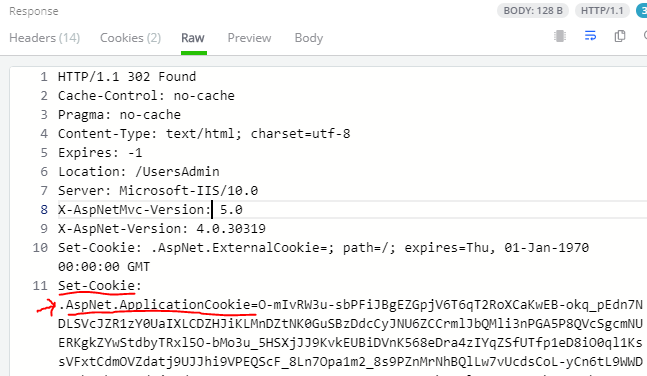 Response
BODY: 128 B
HTTP/1.1
Headers (14)
Cookies (2)
Raw
Preview
Body
1 HTTP/1.1 302 Found
2 Cache-Control: no-cache
3 Pragma: no-cache
4 Content-Type: text/html; charset=utf-8
5 Expires: -1
6 Location: /UsersAdmin
7 Server: Microsoft-IIS/10.0
8 X-AspNetMvc-Version: 5.0
9 X-AspNet-Version: 4.0.30319
10 Set-Cookie: .AspNet.ExternalCookie=; path=/; expires=Thu, 01-Jan-1970
00:00:00 GMT
11 Set-Cookie:
.AspNet.ApplicationCookie=O-mIvRW3u-sbPFiJBgEZGpjV6T6qT2RoXCaKwEB-okq_pEdn7N
DLSVcJZR1zY0UaIXLCDZHJiKLMnDZtNK0GuSBzDdcCyJNU6ZCCrmlJbQMli3nPGA5P8QVcSgcmNU
ERKgkZYwStdbyTRxl5O-bMo3u_5HSXjJJ9KvkEUBiDVnK568eDra4zIYqZSfUTfp1eD8iO0ql1Ks
sVFxtCdmOVZdatj9UJJhi9VPEQScF_8Ln7Opa1m2_8s9PZnMrNhBQlLw7vUcdsCoL-yCn6tL9WWD